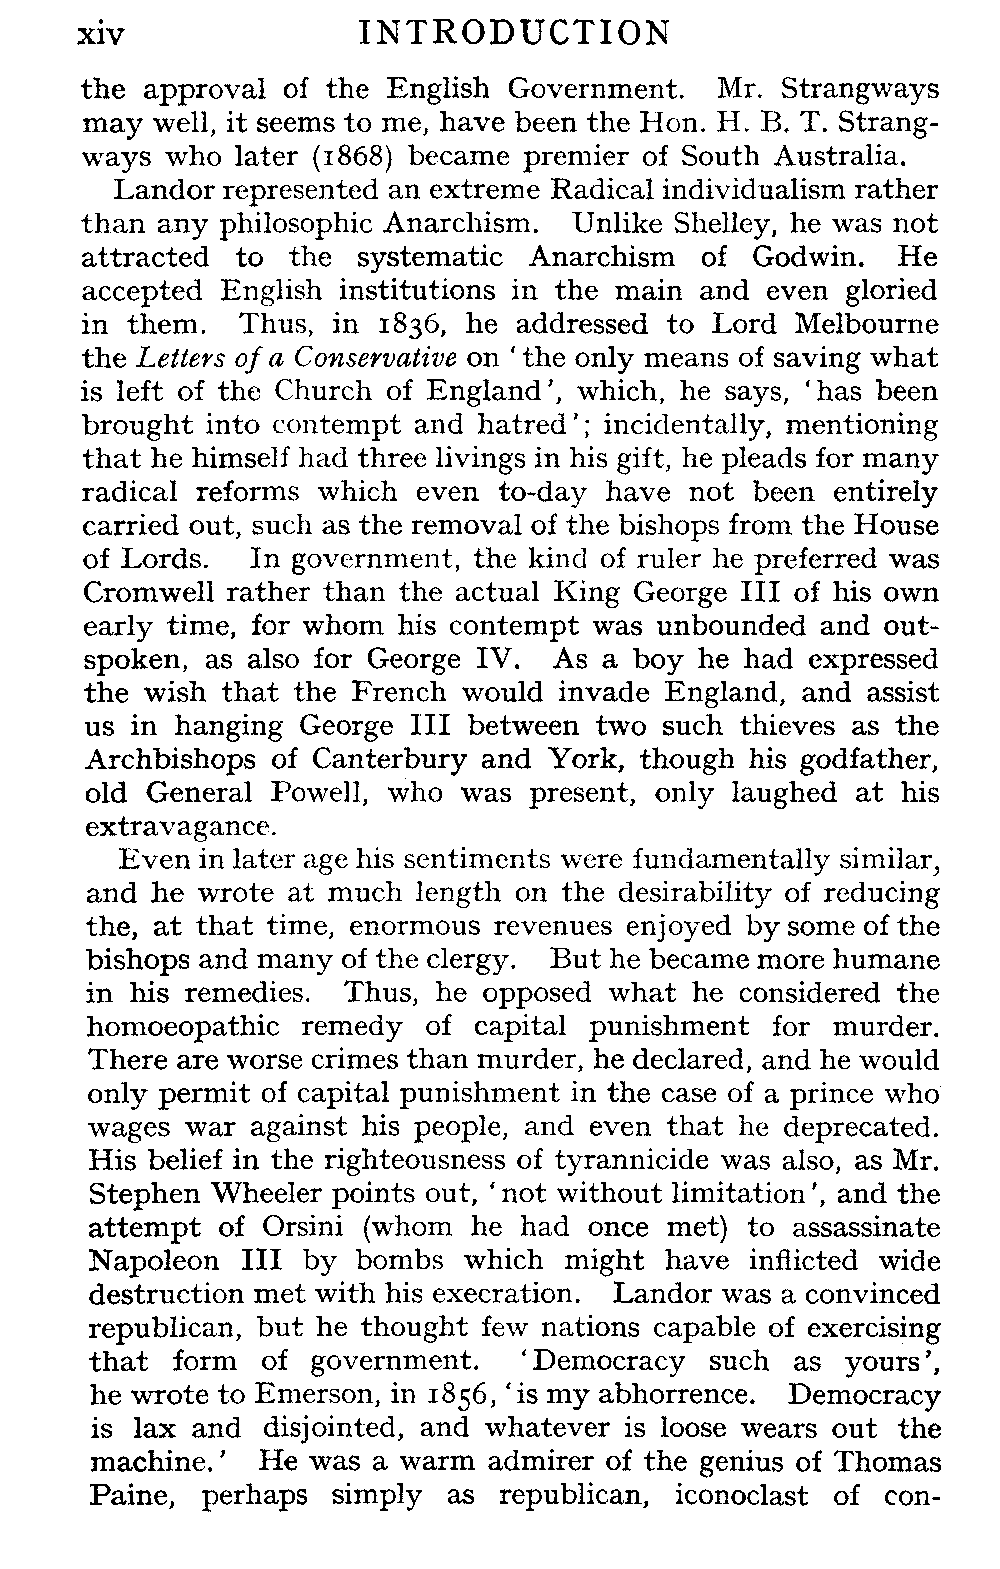 xiv INTRODUCTION
the approval of the English Government. Mr. Strangways
may well, it seems to me, have been the Hon. H. B. T. Strang-
ways who later (1868) became premier of South Australia.
Landor represented an extreme Radical individualism rather
than any philosophic Anarchism. Unlike Shelley, he was not
attracted to the systematic Anarchism of Godwin. He
accepted English institutions in the main and even gloried
in them. Thus, in 1836, he addressed to Lord Melbourne
the Letters of a Conservative on ‘the only means of saving what
is left of the Church of England’, which, he says, ‘has been
brought into contempt and hatred’; incidentally, mentioning
that he himself had three livings in his gift, he pleads for many
radical reforms which even to-day have not been entirely
carried out, such as the removal of the bishops from the House
of Lords. In government, the kind of ruler he preferred was
Cromwell rather than the actual King George III of his own
early time, for whom his contempt was unbounded and out-
spoken, as also for George IV. As a boy he had expressed
the wish that the French would invade England, and assist
us in hanging George III between two such thieves as the
Archbishops of Canterbury and York, though his godfather,
old General Powell, who was present, only laughed at his
extravagance.
Even in later age his sentiments were fundamentally similar,
and he wrote at much length on the desirability of reducing
the, at that time, enormous revenues enjoyed by some of the
bishops and many of the clergy. But he became more humane
in his remedies. Thus, he opposed what he considered the
homoeopathic remedy of capital punishment for murder.
There are worse crimes than murder, he declared, and he would
only permit of capital punishment in the case of a prince who
wages war against his people, and even that he deprecated.
His belief in the righteousness of tyrannicide was also, as Mr.
Stephen Wheeler points out, ‘not without limitation’, and the
attempt of Orsini (whom he had once met) to assassinate
Napoleon III by bombs which might have inflicted wide
destruction met with his execration. Landor was a convinced
republican, but he thought few nations capable of exercising
that form of government. ‘Democracy such as yours’,
he wrote to Emerson, in 1856, ‘is my abhorrence. Democracy
is lax and disjointed, and whatever is loose wears out the
machine.’ He was a warm admirer of the genius of Thomas
Paine, perhaps simply as republican, iconoclast of con-